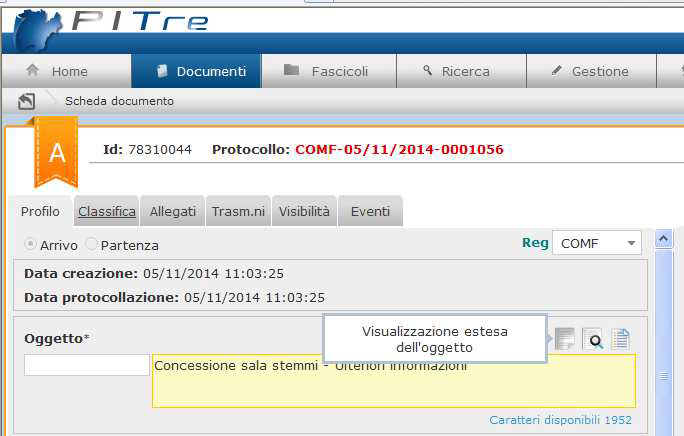 PITre
Home Documenti Fascicoli Ricerca Gestione
Scheda documento
A
Id: 78310044 Protocollo: COMF-05/11/2014-0001056
Profilo Classifica Allegati Trasm.ni Visibilità Eventi
Arrivo Partenza Reg COMF
Data creazione: 05/11/2014 11:03:25
Data protocollazione: 05/11/2014 11:03:25
Visualizzazione estesa
dell'oggetto
Oggetto*
Concessione sala stemmi - Ulteriori informazioni
Caratteri disponibili 1952